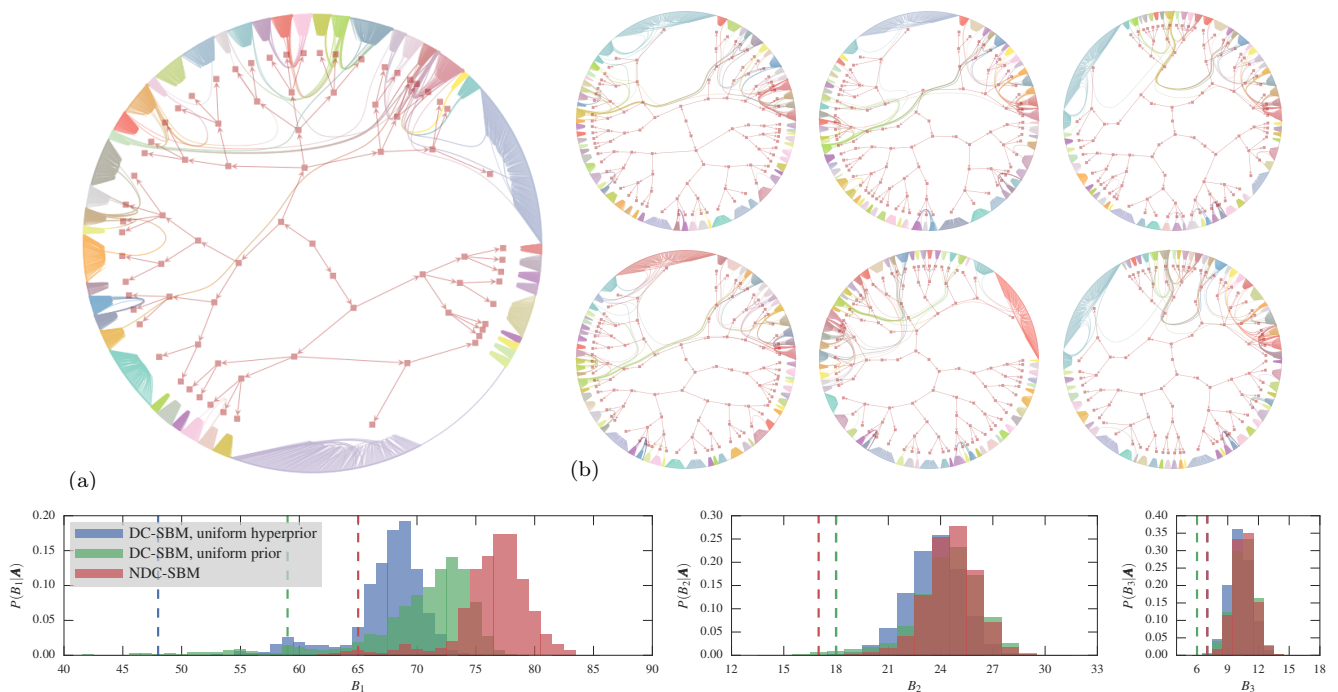 (a)
(b)
P(B₁|A)
0.20
0.15
0.10
0.05
0.00
DC-SBM, uniform hyperprior
DC-SBM, uniform prior
NDC-SBM
40 45 50 55 60 65 70 75 80 85 90
B₁
P(B₂|A)
0.30
0.25
0.20
0.15
0.10
0.05
0.00
12 15 18 21 24 27 30 33
B₂
P(B₃|A)
0.40
0.35
0.30
0.25
0.20
0.15
0.10
0.05
0.00
6 9 12 15 18
B₃